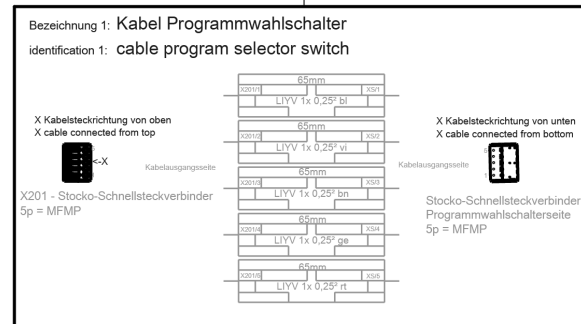 Bezeichnung 1: Kabel Programmwahlschalter
identification 1: cable program selector switch
X Kabelsteckrichtung von oben
X cable connected from top
<-X
Kabelausgangsseite
X201 - Stocko-Schnellsteckverbinder
5p = MFMP
65mm
X201/1 XS/1
LIYV 1x 0,25² bl
65mm
X201/2 XS/2
LIYV 1x 0,25² vi
65mm
X201/3 XS/3
LIYV 1x 0,25² bn
65mm
X201/4 XS/4
LIYV 1x 0,25² ge
65mm
X201/5 XS/5
LIYV 1x 0,25² rt
X Kabelsteckrichtung von unten
X cable connected from bottom
Kabelausgangsseite
Stocko-Schnellsteckverbinder
Programmwahlschalterseite
5p = MFMP